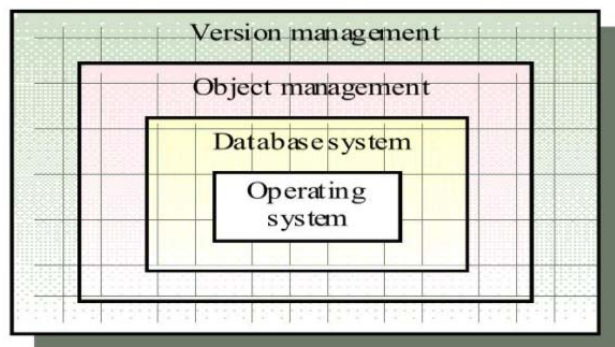 Version management
Object management
Database system
Operating
system